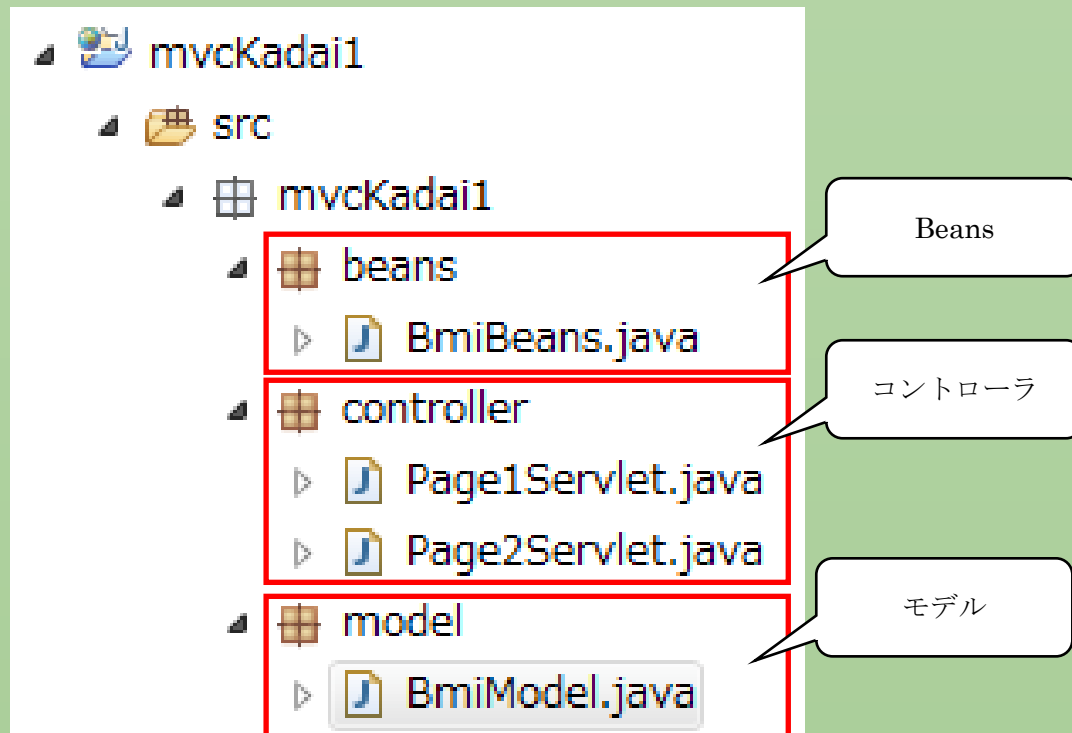 mvcKadai1
src
mvcKadai1
beans
BmiBeans.java
controller
Page1Servlet.java
Page2Servlet.java
model
BmiModel.java
Beans
コントローラ
モデル